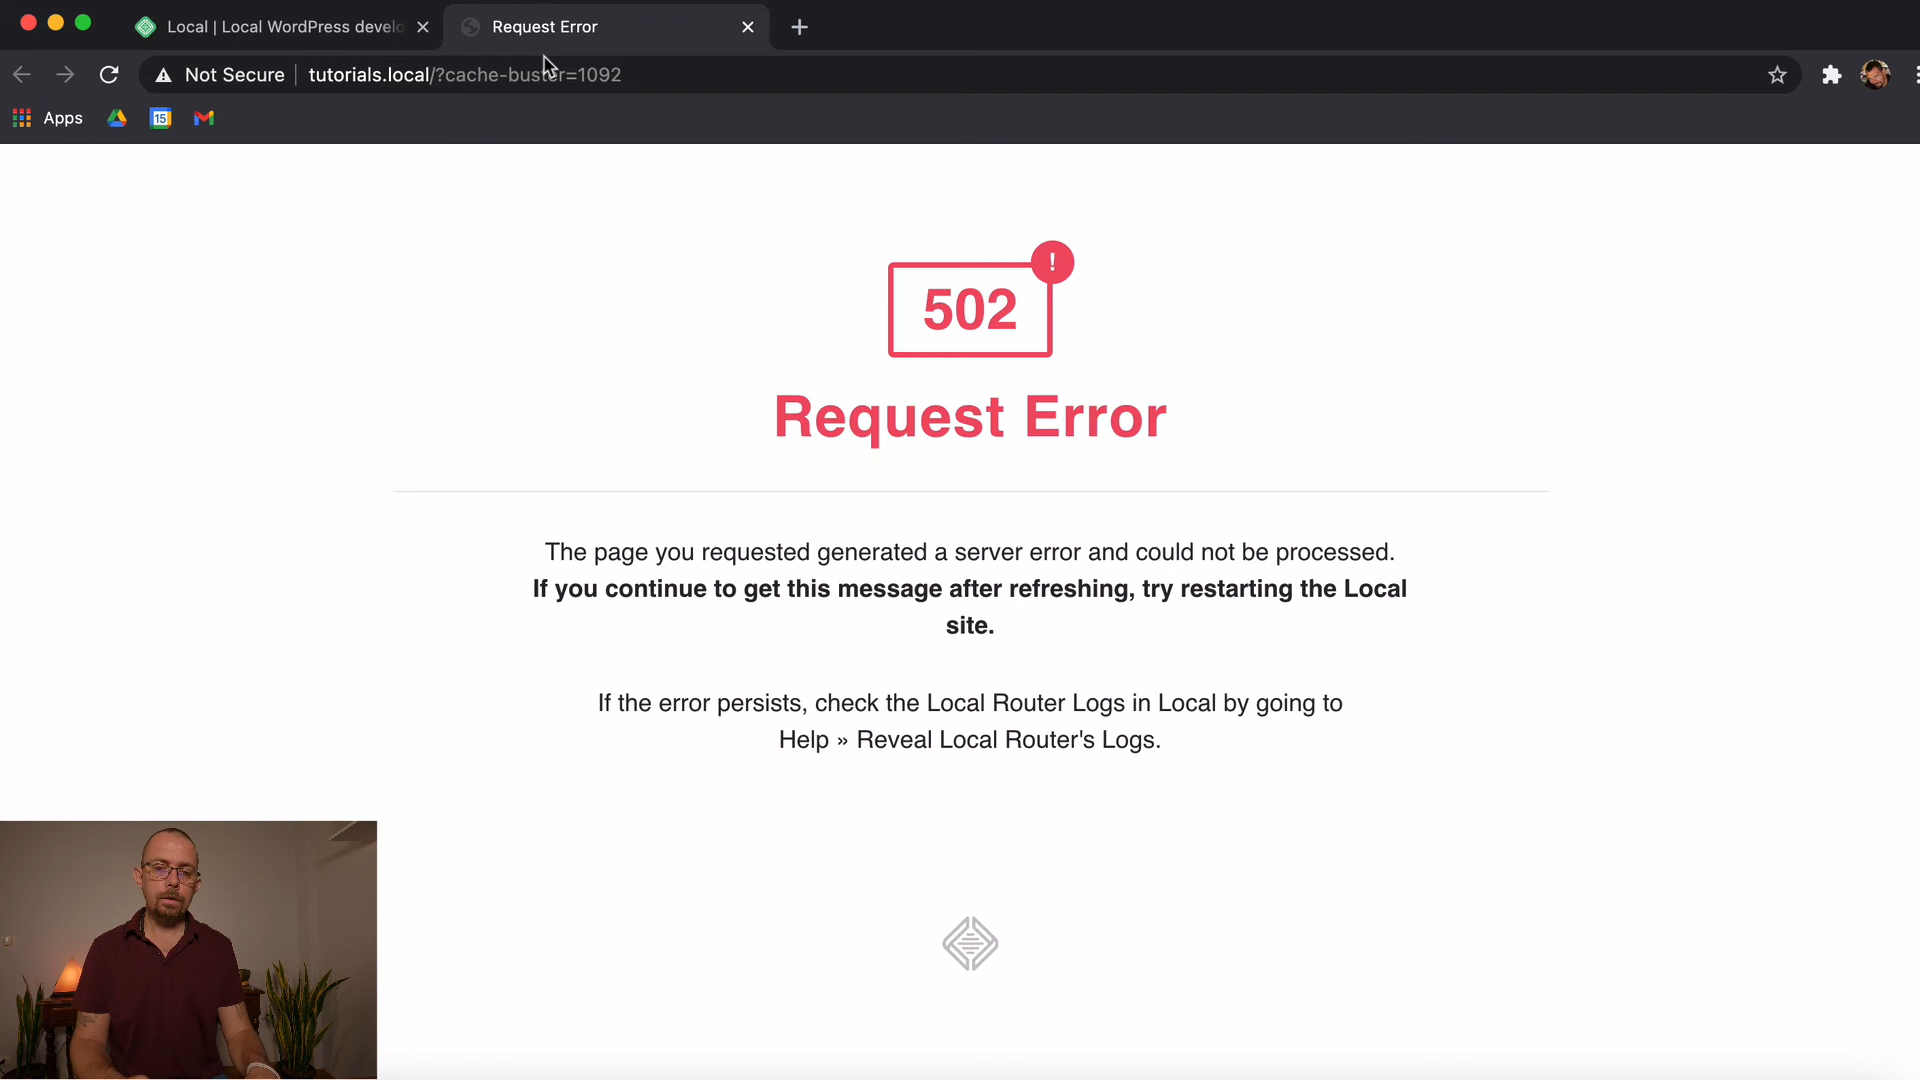 Local | Local WordPress develo
Request Error
Not Secure
tutorials.local/?cache-buster=1092
Apps
15
!
502
Request Error
The page you requested generated a server error and could not be processed.
If you continue to get this message after refreshing, try restarting the Local
site.
If the error persists, check the Local Router Logs in Local by going to
Help » Reveal Local Router's Logs.